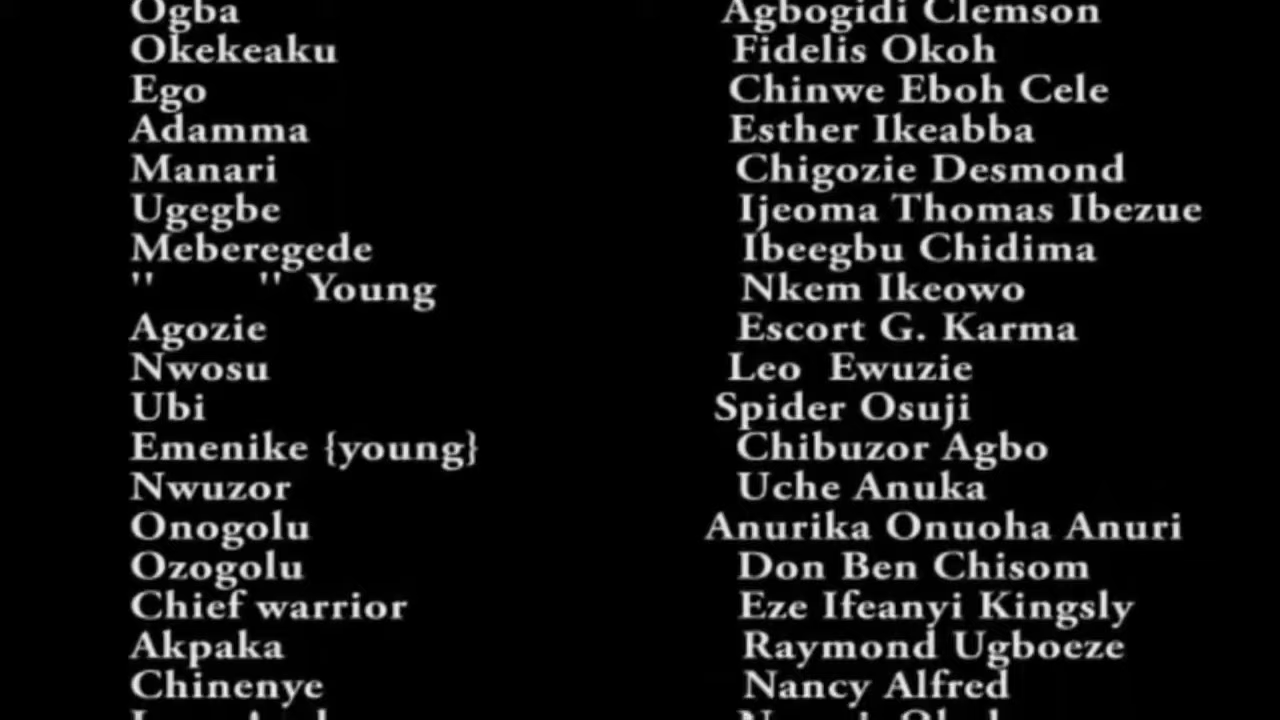 Ogba Agbogidi Clemson
Okekeaku Fidelis Okoh
Ego Chinwe Eboh Cele
Adamma Esther Ikeabba
Manari Chigozie Desmond
Ugegbe Ijeoma Thomas Ibezue
Meberegede Ibeegbu Chidima
" " Young Nkem Ikeowo
Agozie Escort G. Karma
Nwosu Leo Ewuzie
Ubi Spider Osuji
Emenike {young} Chibuzor Agbo
Nwuzor Uche Anuka
Onogolu Anurika Onuoha Anuri
Ozogolu Don Ben Chisom
Chief warrior Eze Ifeanyi Kingsly
Akpaka Raymond Ugboeze
Chinenye Nancy Alfred